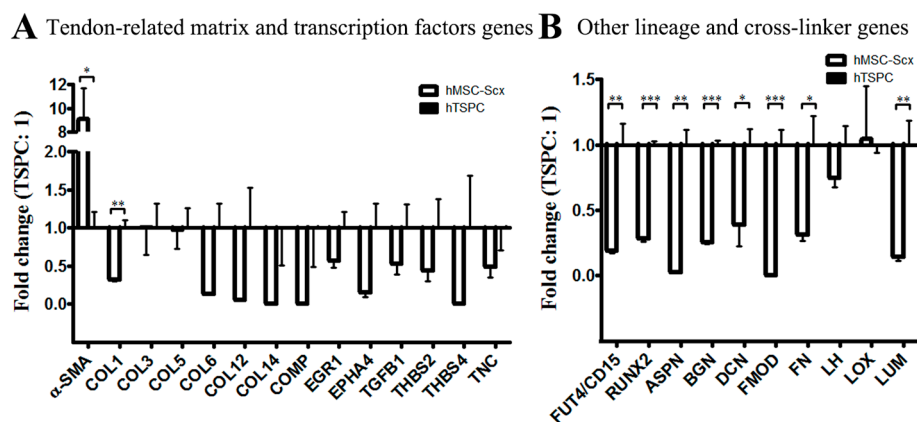 A Tendon-related matrix and transcription factors genes
hMSC-Scx
hTSPC
Fold change (TSPC: 1)
12
10
8
2.0
1.5
1.0
0.5
0.0
*
**
α-SMA
COL1
COL3
COL5
COL6
COL12
COL14
COMP
EGR1
EPHA4
TGFB1
THBS2
THBS4
TNC
B Other lineage and cross-linker genes
hMSC-Scx
hTSPC
Fold change (TSPC: 1)
1.5
1.0
0.5
0.0
** *** ** *** * *** * **
FUT4/CD15
RUNX2
ASPN
BGN
DCN
FMOD
FN
LH
LOX
LUM